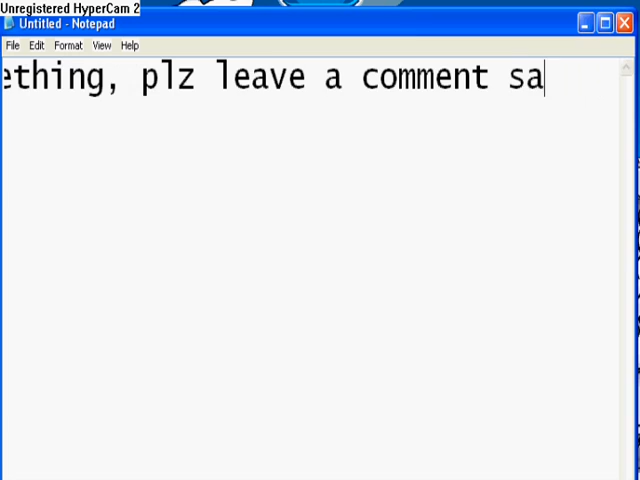 Unregistered HyperCam 2
Untitled - Notepad
File Edit Format View Help
ething, plz leave a comment sa